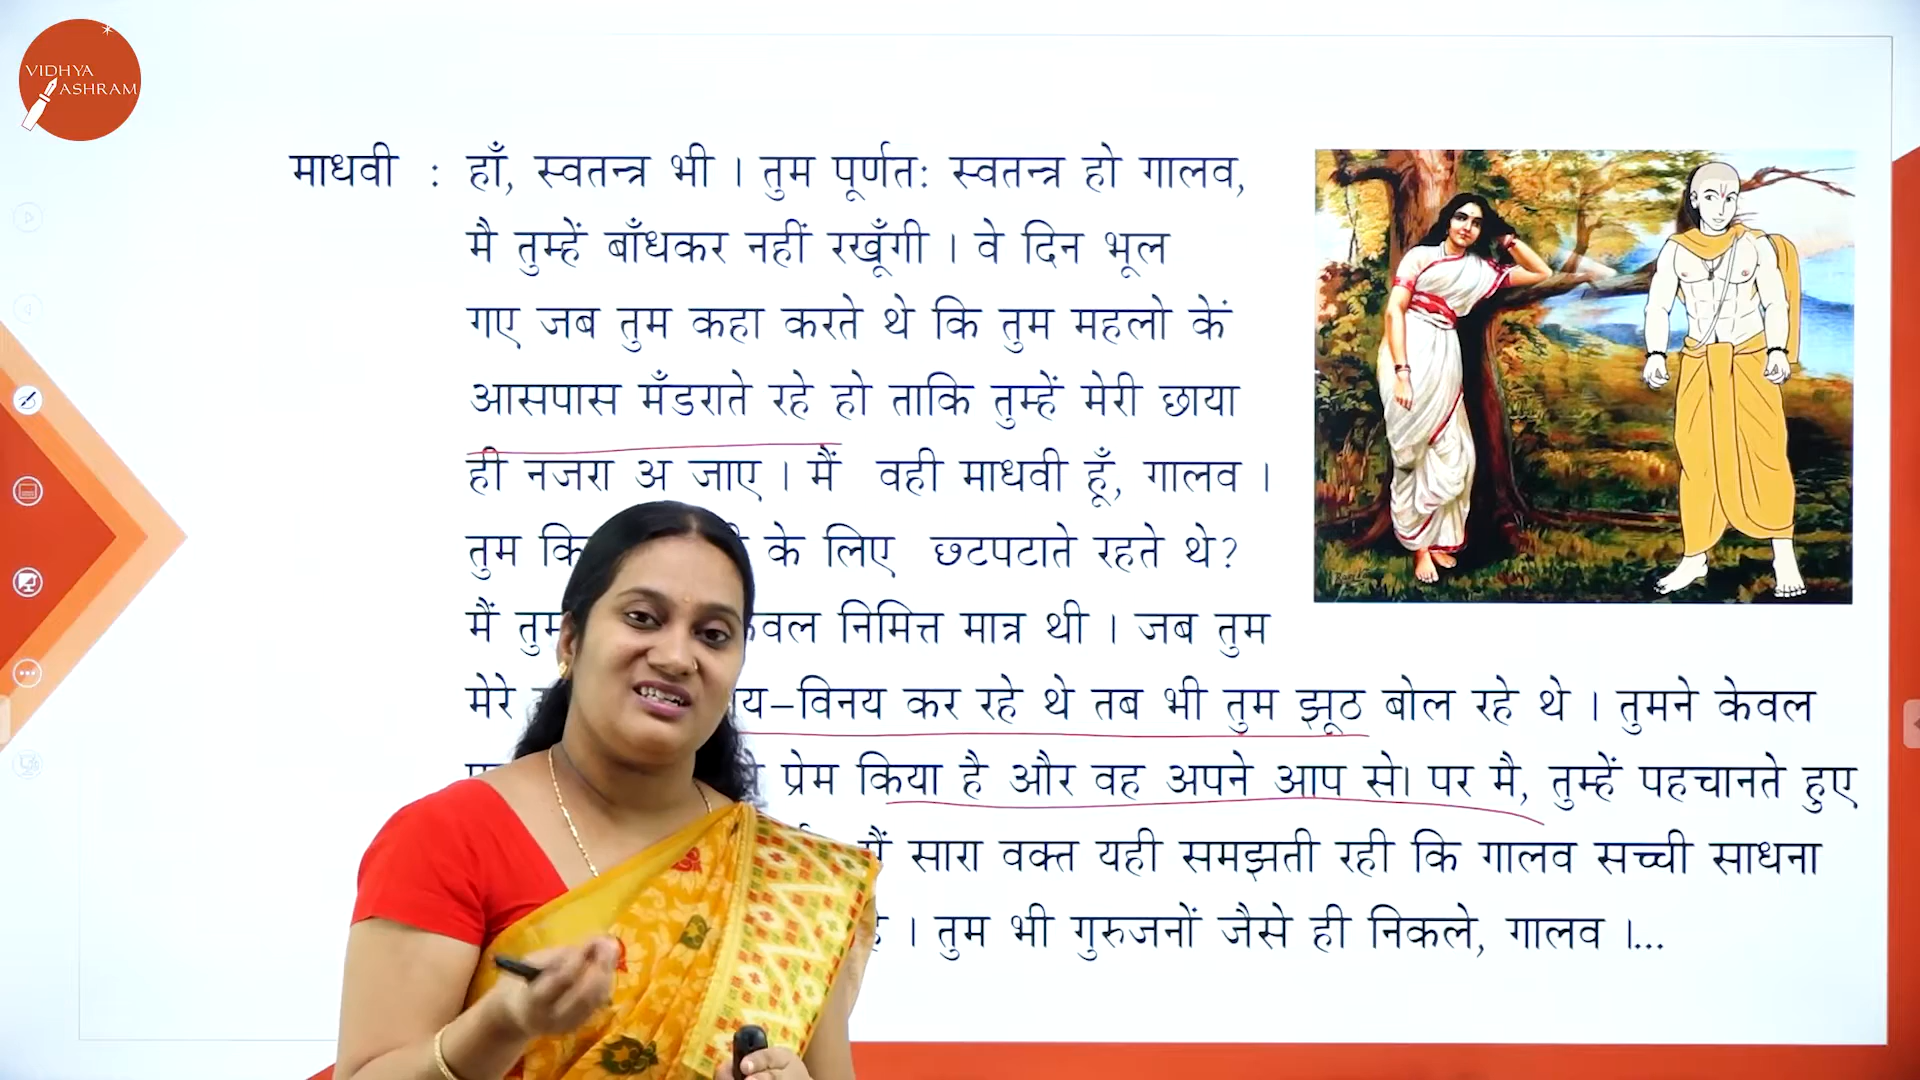 VIDHYA
ASHRAM
माधवी : हाँ, स्वतन्त्र भी । तुम पूर्णतः स्वतन्त्र हो गालव,
मै तुम्हें बाँधकर नहीं रखूँगी । वे दिन भूल
गए जब तुम कहा करते थे कि तुम महलो कें
आसपास मँडराते रहे हो ताकि तुम्हें मेरी छाया
ही नजरा अ जाए । मैं वही माधवी हूँ, गालव ।
तुम के लिए छटपटाते रहते थे?
मैं निमित्त मात्र थी । जब तुम
मेरे कर रहे थे तब भी तुम झूठ बोल रहे थे । तुमने केवल
प्रेम किया है और वह अपने आप से। पर मै, तुम्हें पहचानते हुए
मैं सारा वक्त यही समझती रही कि गालव सच्ची साधना
। तुम भी गुरुजनों जैसे ही निकले, गालव ।...